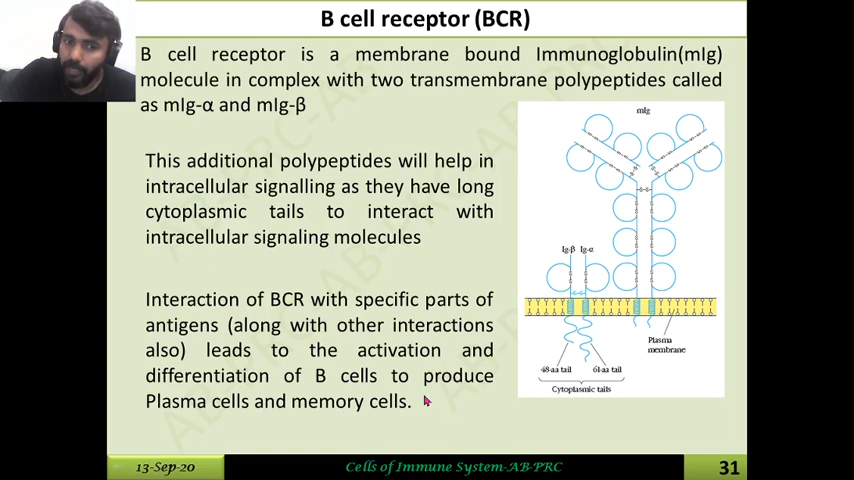 B cell receptor (BCR)
B cell receptor is a membrane bound Immunoglobulin(mIg)
molecule in complex with two transmembrane polypeptides called
as mIg-α and mIg-β
This additional polypeptides will help in
intracellular signalling as they have long
cytoplasmic tails to interact with
intracellular signaling molecules
Interaction of BCR with specific parts of
antigens (along with other interactions
also) leads to the activation and
differentiation of B cells to produce
Plasma cells and memory cells.
mIg
Ig-β Ig-α
Plasma
membrane
48-aa tail
61-aa tail
Cytoplasmic tails
13-Sep-20
Cells of Immune System-AB-PRC
31